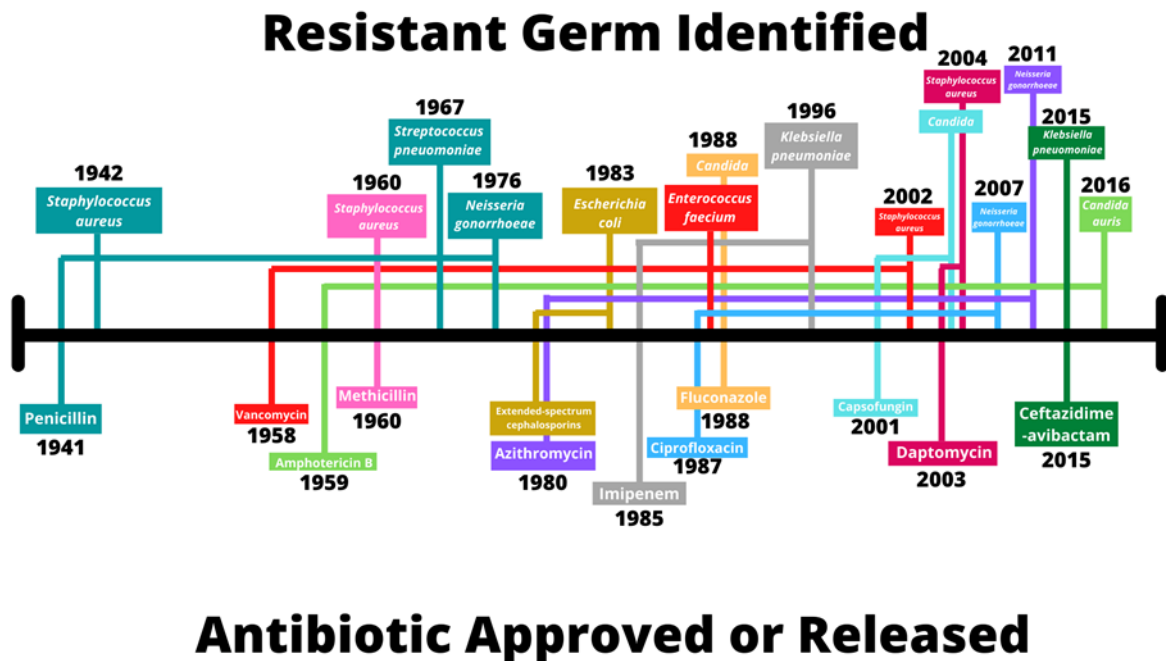 Resistant Germ Identified
1942
Staphylococcus
aureus
1960
Staphylococcus
aureus
1967
Streptococcus
pneuomoniae
1976
Neisseria
gonorrhoeae
1983
Escherichia
coli
1988
Candida
Enterococcus
faecium
1996
Klebsiella
pneumoniae
2002
Staphylococcus
aureus
2004
Staphylococcus
aureus
Candida
2007
Neisseria
gonorrhoeae
2011
Neisseria
gonorrhoeae
2015
Klebsiella
pneuomoniae
2016
Candida
auris
Penicillin
1941
Vancomycin
1958
Amphotericin B
1959
Methicillin
1960
Extended-spectrum
cephalosporins
Azithromycin
1980
Imipenem
1985
Ciprofloxacin
1987
Fluconazole
1988
Capsofungin
2001
Daptomycin
2003
Ceftazidime
-avibactam
2015
Antibiotic Approved or Released